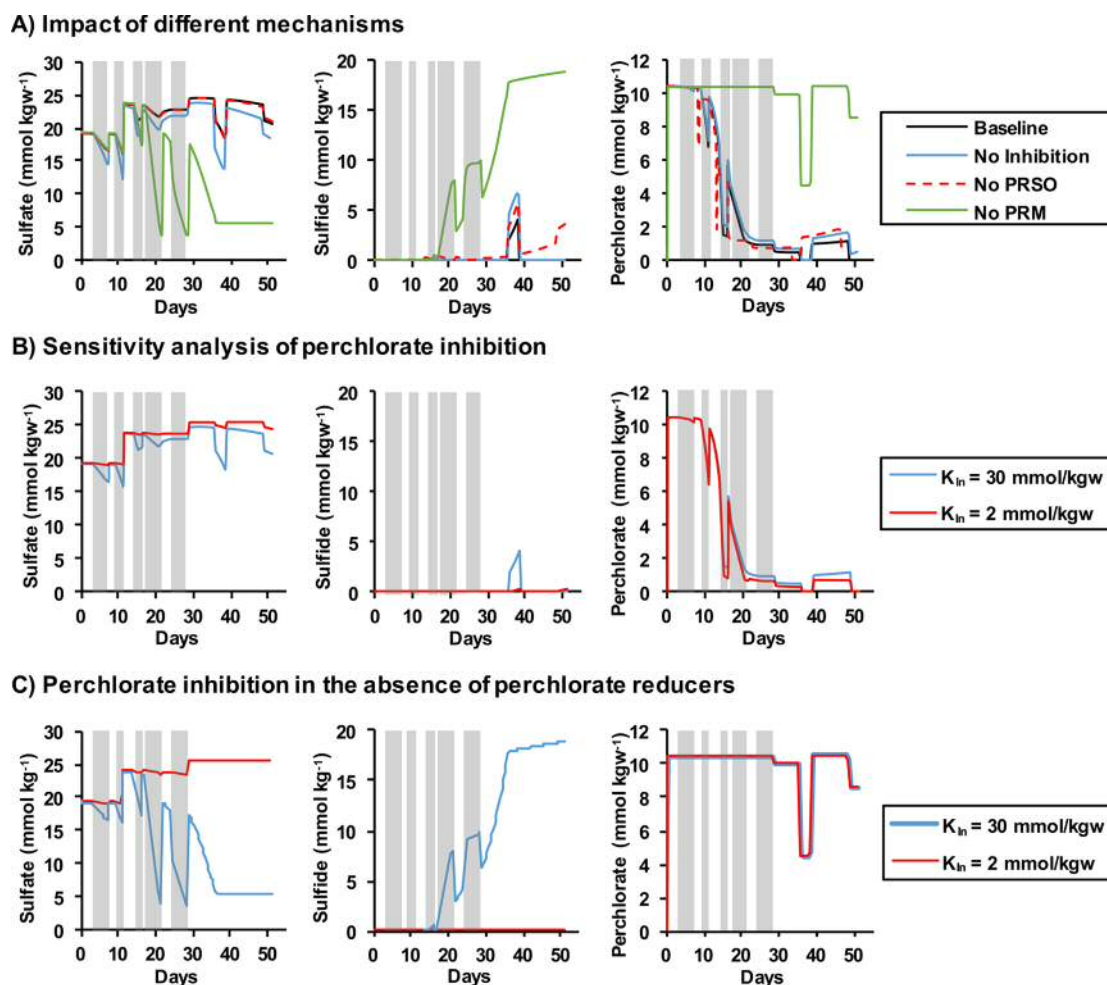 A) Impact of different mechanisms
Sulfate (mmol kgw⁻¹)
30
25
20
15
10
5
0
0 10 20 30 40 50
Days
Sulfide (mmol kgw⁻¹)
20
15
10
5
0
0 10 20 30 40 50
Days
Perchlorate (mmol kgw⁻¹)
12
10
8
6
4
2
0
0 10 20 30 40 50
Days
Baseline
No Inhibition
No PRSO
No PRM
B) Sensitivity analysis of perchlorate inhibition
Sulfate (mmol kgw⁻¹)
30
25
20
15
10
5
0
0 10 20 30 40 50
Days
Sulfide (mmol kgw⁻¹)
20
15
10
5
0
0 10 20 30 40 50
Days
Perchlorate (mmol kgw⁻¹)
12
10
8
6
4
2
0
0 10 20 30 40 50
Days
K_In = 30 mmol/kgw
K_In = 2 mmol/kgw
C) Perchlorate inhibition in the absence of perchlorate reducers
Sulfate (mmol kg⁻¹)
30
25
20
15
10
5
0
0 10 20 30 40 50
Days
Sulfide (mmol kg⁻¹)
20
15
10
5
0
0 10 20 30 40 50
Days
Perchlorate (mmol kgw⁻¹)
12
10
8
6
4
2
0
0 10 20 30 40 50
Days
K_In = 30 mmol/kgw
K_In = 2 mmol/kgw